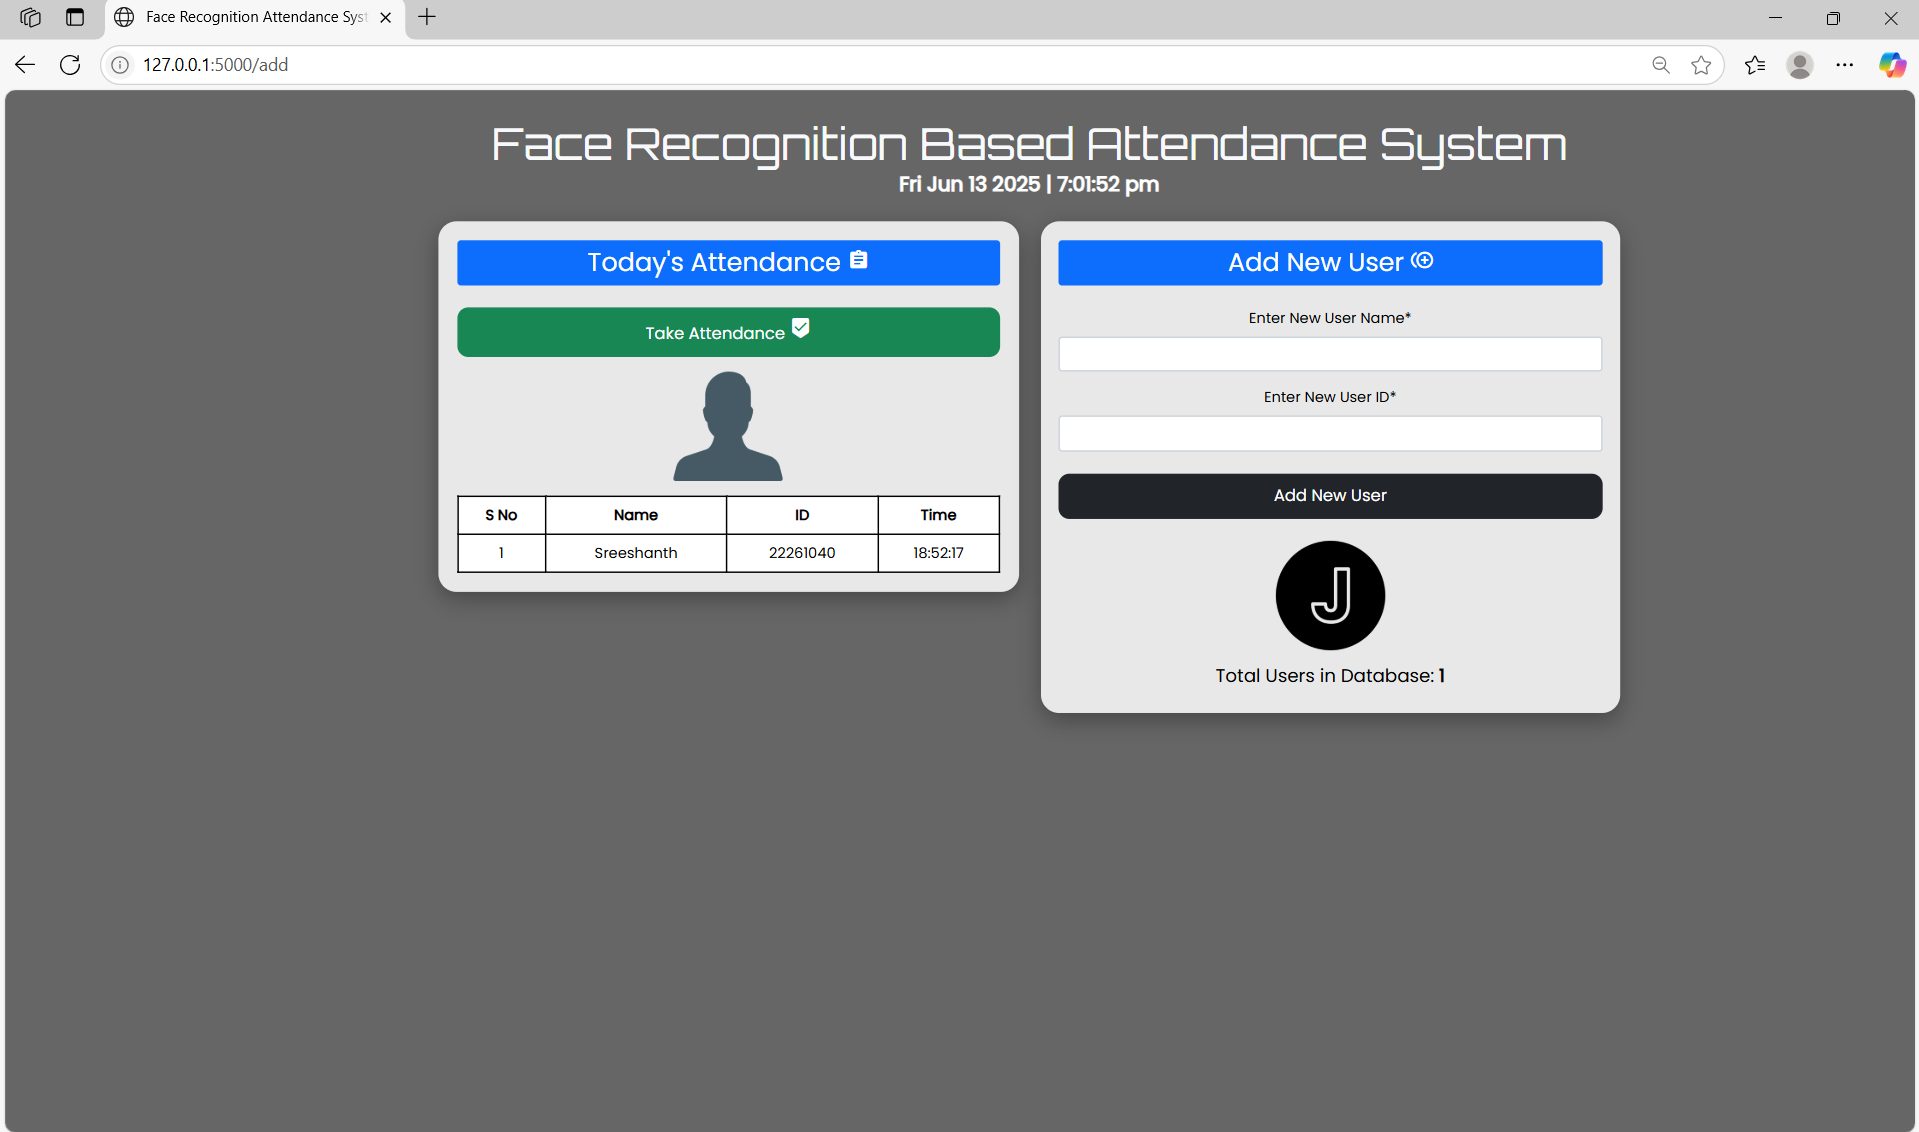 Face Recognition Attendance Syst
127.0.0.1:5000/add
Face Recognition Based Attendance System
Fri Jun 13 2025 | 7:01:52 pm
Today's Attendance
Take Attendance
S No Name ID Time
1 Sreeshanth 22261040 18:52:17
Add New User
Enter New User Name*
Enter New User ID*
Add New User
J
Total Users in Database: 1